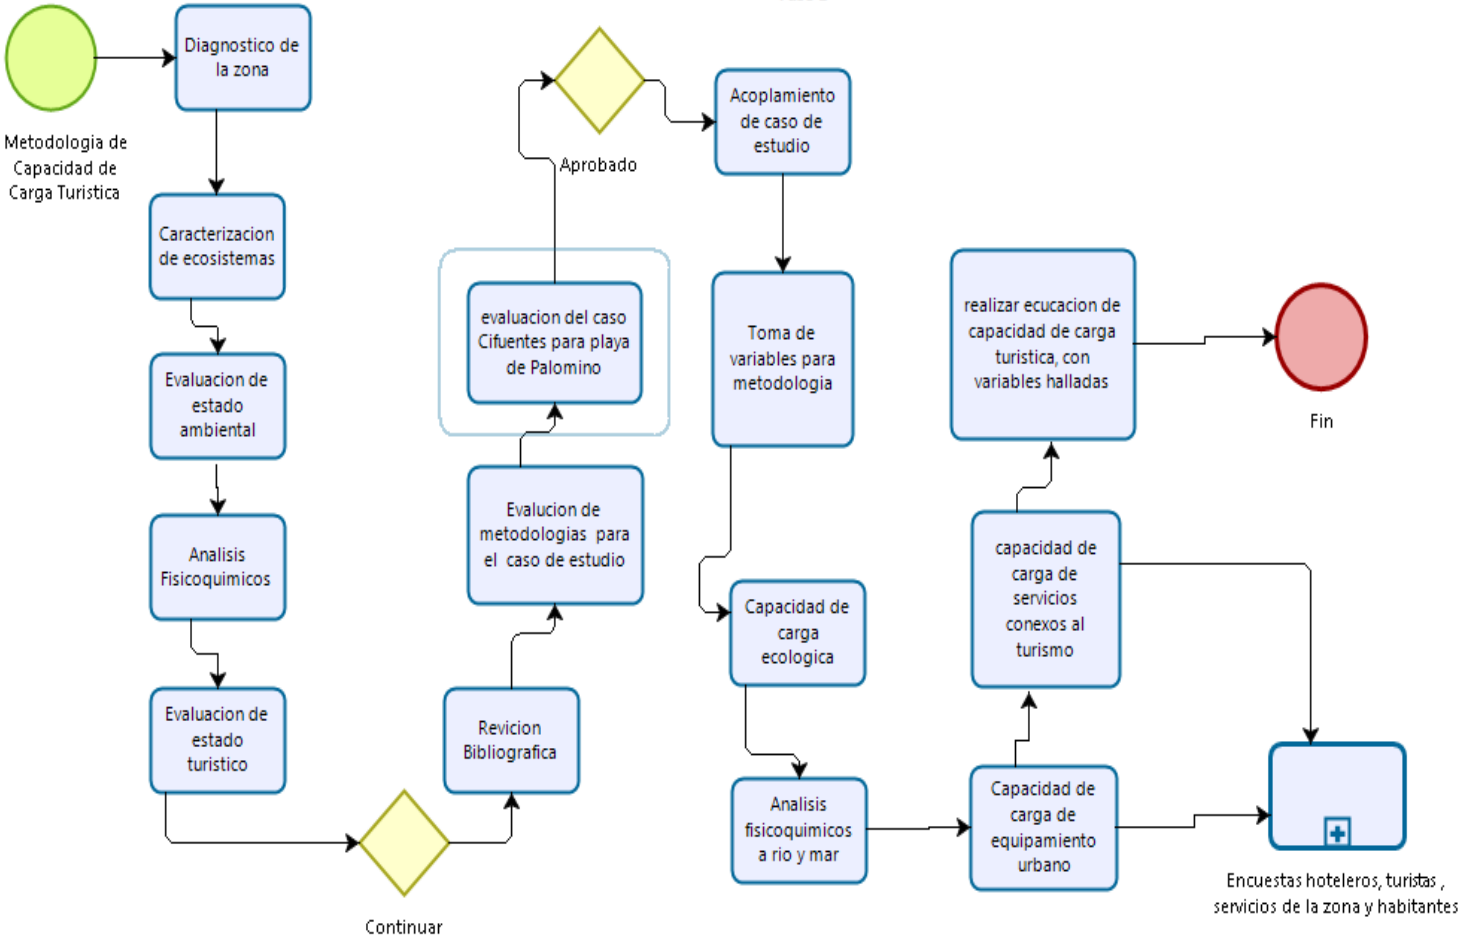 Metodologia de
Capacidad de
Carga Turistica
Diagnostico de
la zona
Caracterizacion
de ecosistemas
Evaluacion de
estado
ambiental
Analisis
Fisicoquimicos
Evaluacion de
estado
turistico
Continuar
Revicion
Bibliografica
Evalucion de
metodologias para
el caso de estudio
evaluacion del caso
Cifuentes para playa
de Palomino
Aprobado
Acoplamiento
de caso de
estudio
Toma de
variables para
metodologia
Capacidad de
carga
ecologica
Analisis
fisicoquimicos
a rio y mar
Capacidad de
carga de
equipamiento
urbano
capacidad de
carga de
servicios
conexos al
turismo
realizar ecucacion de
capacidad de carga
turistica, con
variables halladas
Fin
Encuestas hoteleros, turistas ,
servicios de la zona y habitantes